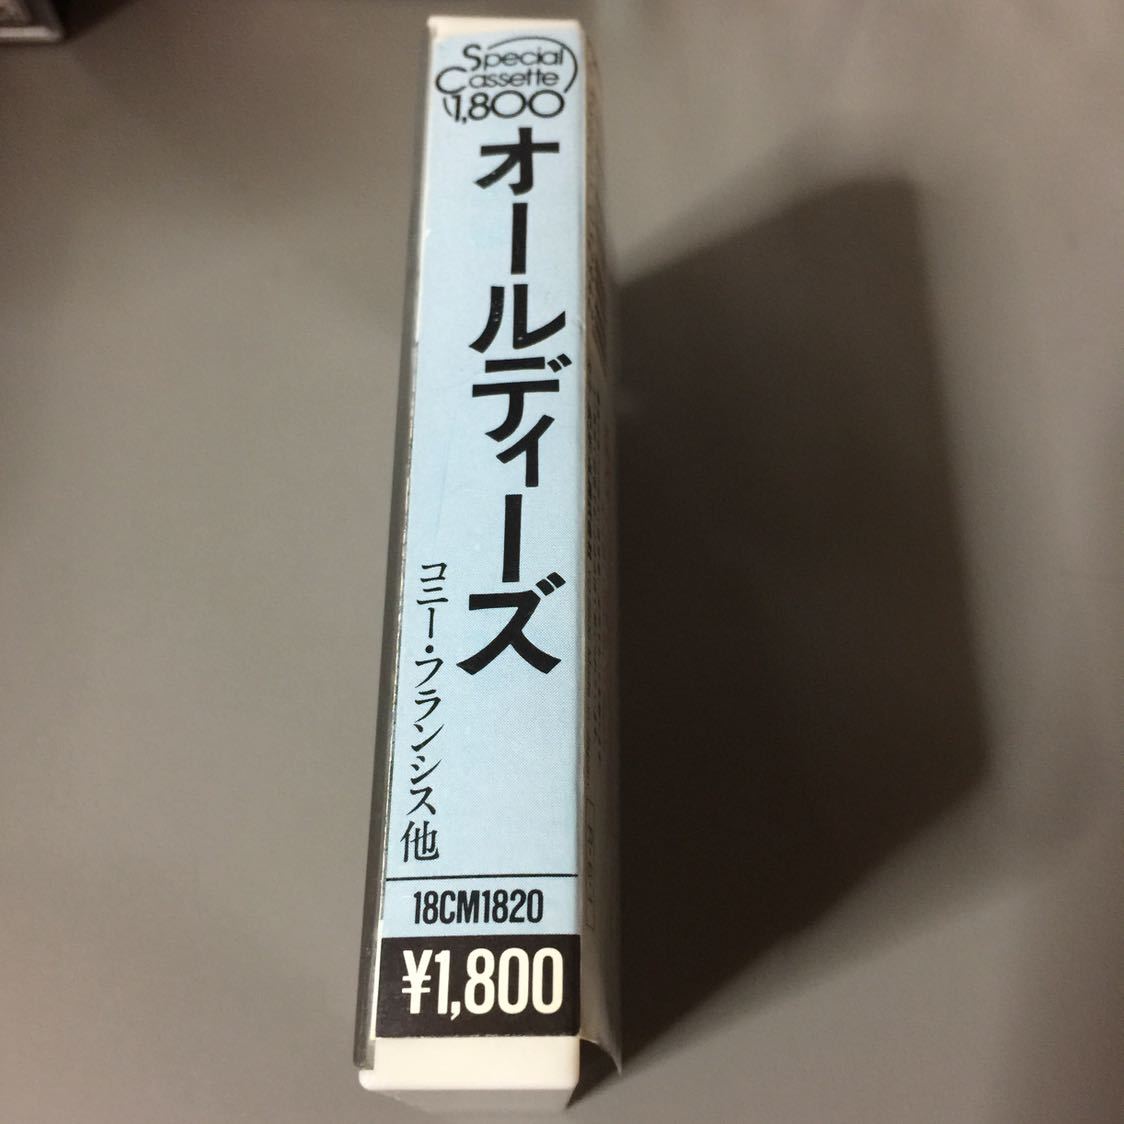 Special
Cassette
1,800
オールディーズ
コニー・フランシス他
18CM1820
¥1,800